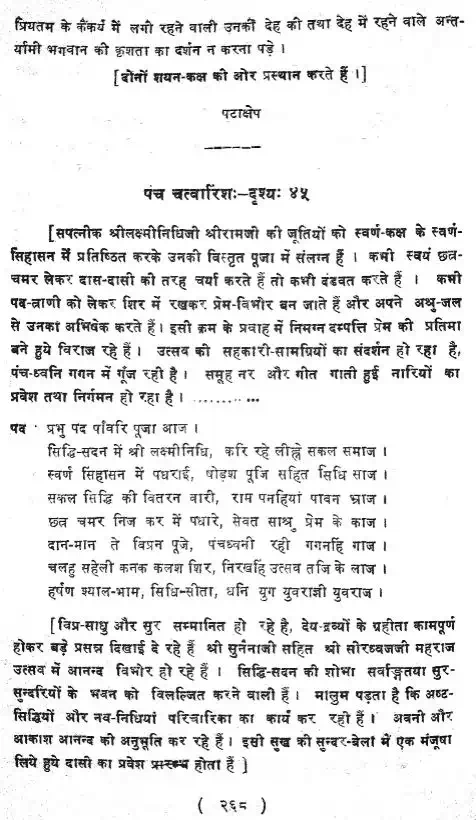 प्रियतम के कैंकर्य में लगी रहने वाली उनकी देह की तथा देह में रहने वाले अन्त-
र्यामी भगवान की कृशता का दर्शन न करना पड़े ।
[दोनों शयन-कक्ष की ओर प्रस्थान करते हैं ।]
पटाक्षेप
पंच चत्वारिंशः-दृश्यः ४५
[सपत्नीक श्रीलक्ष्मीनिधिजी श्रीरामजी की जूतियों को स्वर्ण-कक्ष के स्वर्ण-
सिंहासन में प्रतिष्ठित करके उनकी विस्तृत पूजा में संलग्न हैं । कभी स्वयं छत्र-
चमर लेकर दास-दासी की तरह चर्या करते हैं तो कभी दंडवत करते हैं । कभी
पद-त्राणी को लेकर शिर में रखकर प्रेम-विभोर बन जाते हैं और अपने अश्रु-जल
से उनका अभिषेक करते हैं । इसी क्रम के प्रवाह में निमग्न दम्पत्ति प्रेम की प्रतिमा
बने हुये विराज रहे हैं । उत्सव की सहकारी-सामग्रियों का संदर्शन हो रहा है,
पंच-ध्वनि गगन में गूँज रही है । समूह नर और गीत गाती हुई नारियों का
प्रवेश तथा निर्गमन हो रहा है । ............
पद - प्रभु पद पाँवरि पूजा आज ।
सिद्धि-सदन में श्री लक्ष्मीनिधि, करि रहे लीह्ने सकल समाज ।
स्वर्ण सिंहासन में पधराई, षोड़श पूजि सहित सिधि साज ।
सकल सिद्धि की वितरन वारी, राम पनहियां पावन भ्राज ।
छत्र चमर निज कर में पधारे, सेवत साश्रु प्रेम के काज ।
दान-मान ते विप्रन पूजे, पंचध्वनी रही गगनहिं गाज ।
चलहु सहेली कनक कलश शिर, निरखहिं उत्सव तजि के लाज ।
हर्षण श्याल-भाम, सिधि-सीता, धनि युग युवराज्ञी युवराज ।
[विप्र-साधु और सुर सम्मानित हो रहे है, देय-द्रव्यों के ग्रहीता कामपूर्ण
होकर बड़े प्रसन्न दिखाई दे रहे हैं श्री सुनैनाजी सहित श्री सीरध्वजजी महराज
उत्सव में आनन्द विभोर हो रहे हैं । सिद्धि-सदन की शोभा सर्वाङ्गतया सुर-
सुन्दरियों के भवन को विलज्जित करने वाली हैं । मालुम पड़ता है कि अष्ट-
सिद्धियाँ और नव-निधियां परिचारिका का कार्य कर रही हैं । अवनी और
आकाश आनन्द की अनुभूति कर रहे हैं । इसी सुख की सुन्दर-बेला में एक मंजूषा
लिये हुये दासी का प्रवेश प्रारम्भ होता हैं ]
( २६८ )